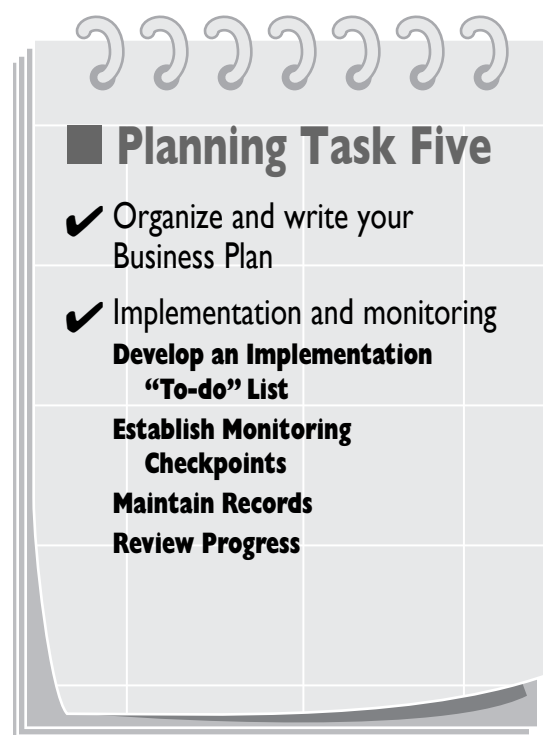 Planning Task Five
Organize and write your
Business Plan
Implementation and monitoring
Develop an Implementation
“To-do” List
Establish Monitoring
Checkpoints
Maintain Records
Review Progress